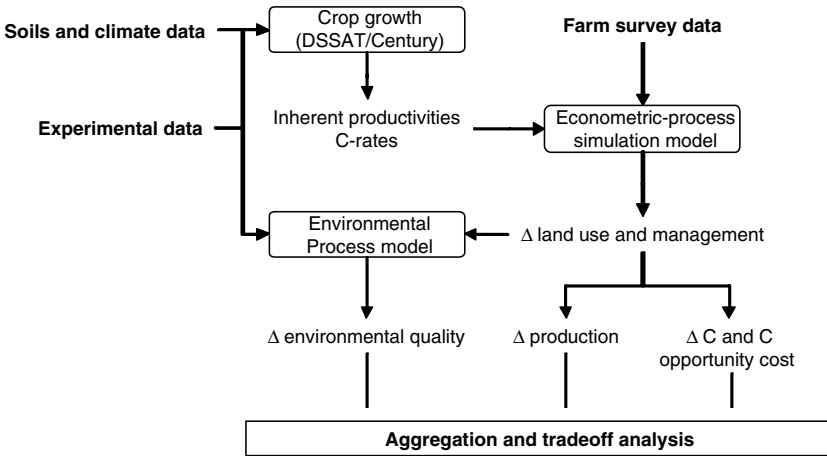 Soils and climate data
Crop growth
(DSSAT/Century)
Farm survey data
Experimental data
Inherent productivities
C-rates
Econometric-process
simulation model
Environmental
Process model
Δ land use and management
Δ environmental quality
Δ production
Δ C and C
opportunity cost
Aggregation and tradeoff analysis